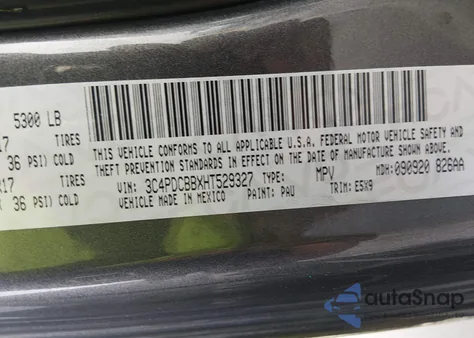 5300 LB
17 TIRES
36 PSI) COLD
R17 TIRES
36 PSI) COLD
THIS VEHICLE CONFORMS TO ALL APPLICABLE U.S.A. FEDERAL MOTOR VEHICLE SAFETY AND
THEFT PREVENTION STANDARDS IN EFFECT ON THE DATE OF MANUFACTURE SHOWN ABOVE.
VIN: 3C4PDCBBXHT529327 TYPE: MPV MDH: 090920 826AA
VEHICLE MADE IN MEXICO PAINT: PAU TRIM: E5X9
autoSnap